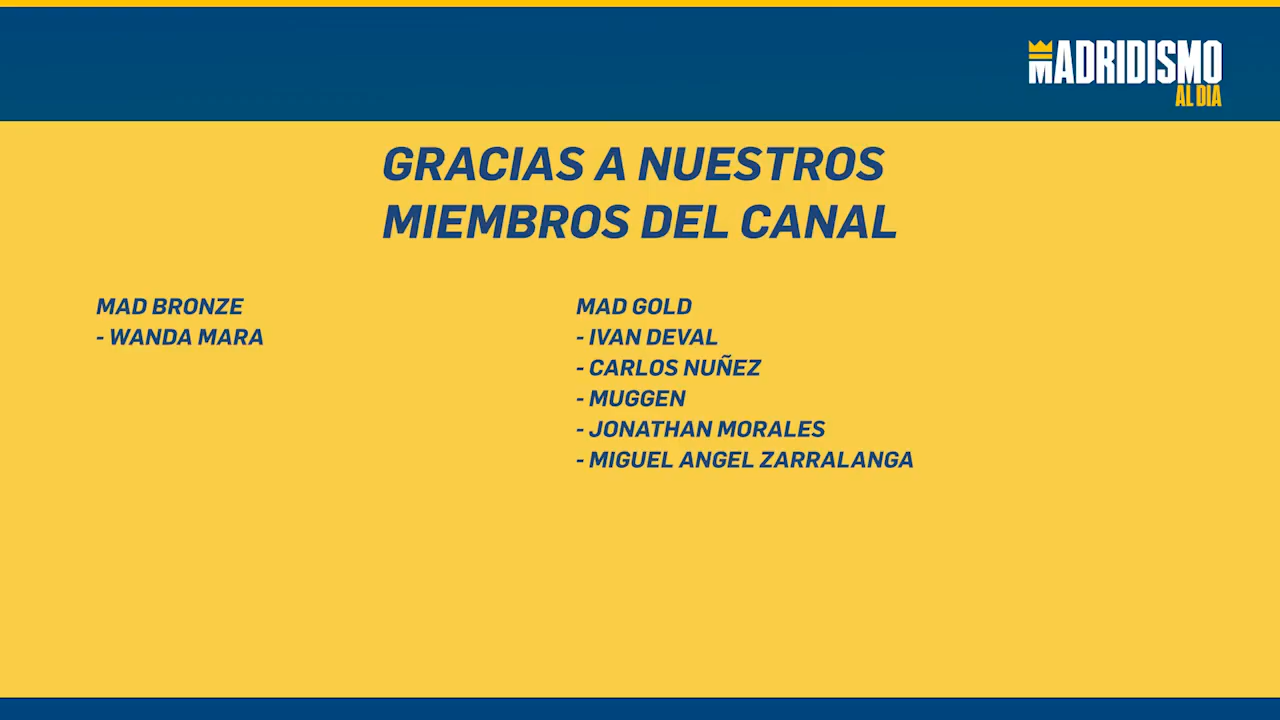 MADRIDISMO
AL DIA
GRACIAS A NUESTROS
MIEMBROS DEL CANAL
MAD BRONZE
- WANDA MARA
MAD GOLD
- IVAN DEVAL
- CARLOS NUÑEZ
- MUGGEN
- JONATHAN MORALES
- MIGUEL ANGEL ZARRALANGA